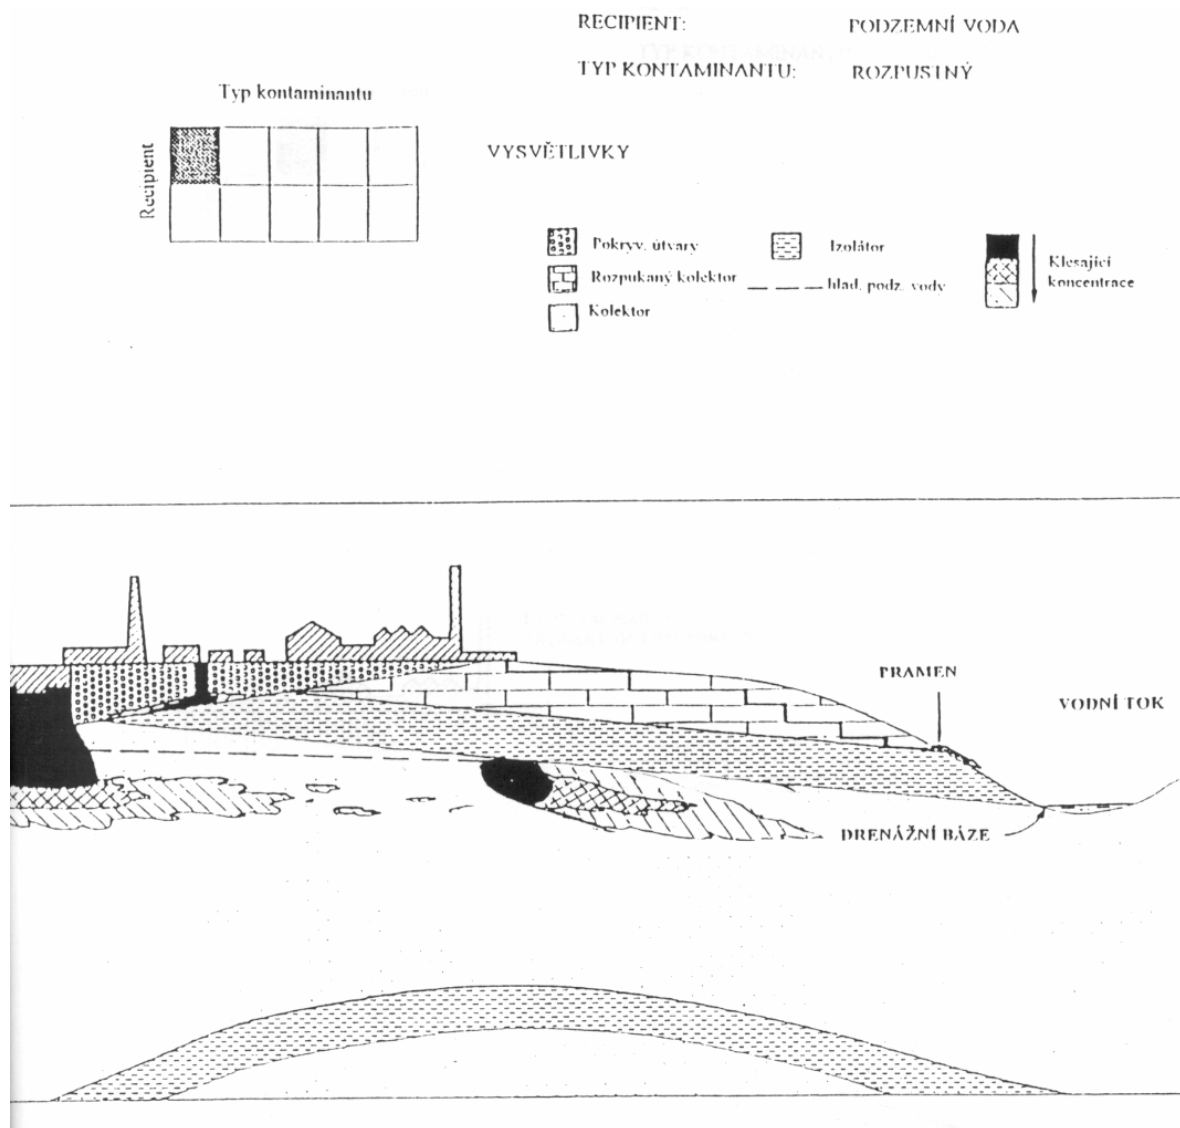 RECIPIENT: PODZEMNÍ VODA
TYP KONTAMINANTU: ROZPUSTNÝ
Typ kontaminantu
Recipient
VYSVĚTLIVKY
Pokryv. útvary
Izolátor
Rozpukaný kolektor
hlad. podz. vody
Kolektor
Klesající
koncentrace
PRAMEN
VODNÍ TOK
DRENÁŽNÍ BÁZE